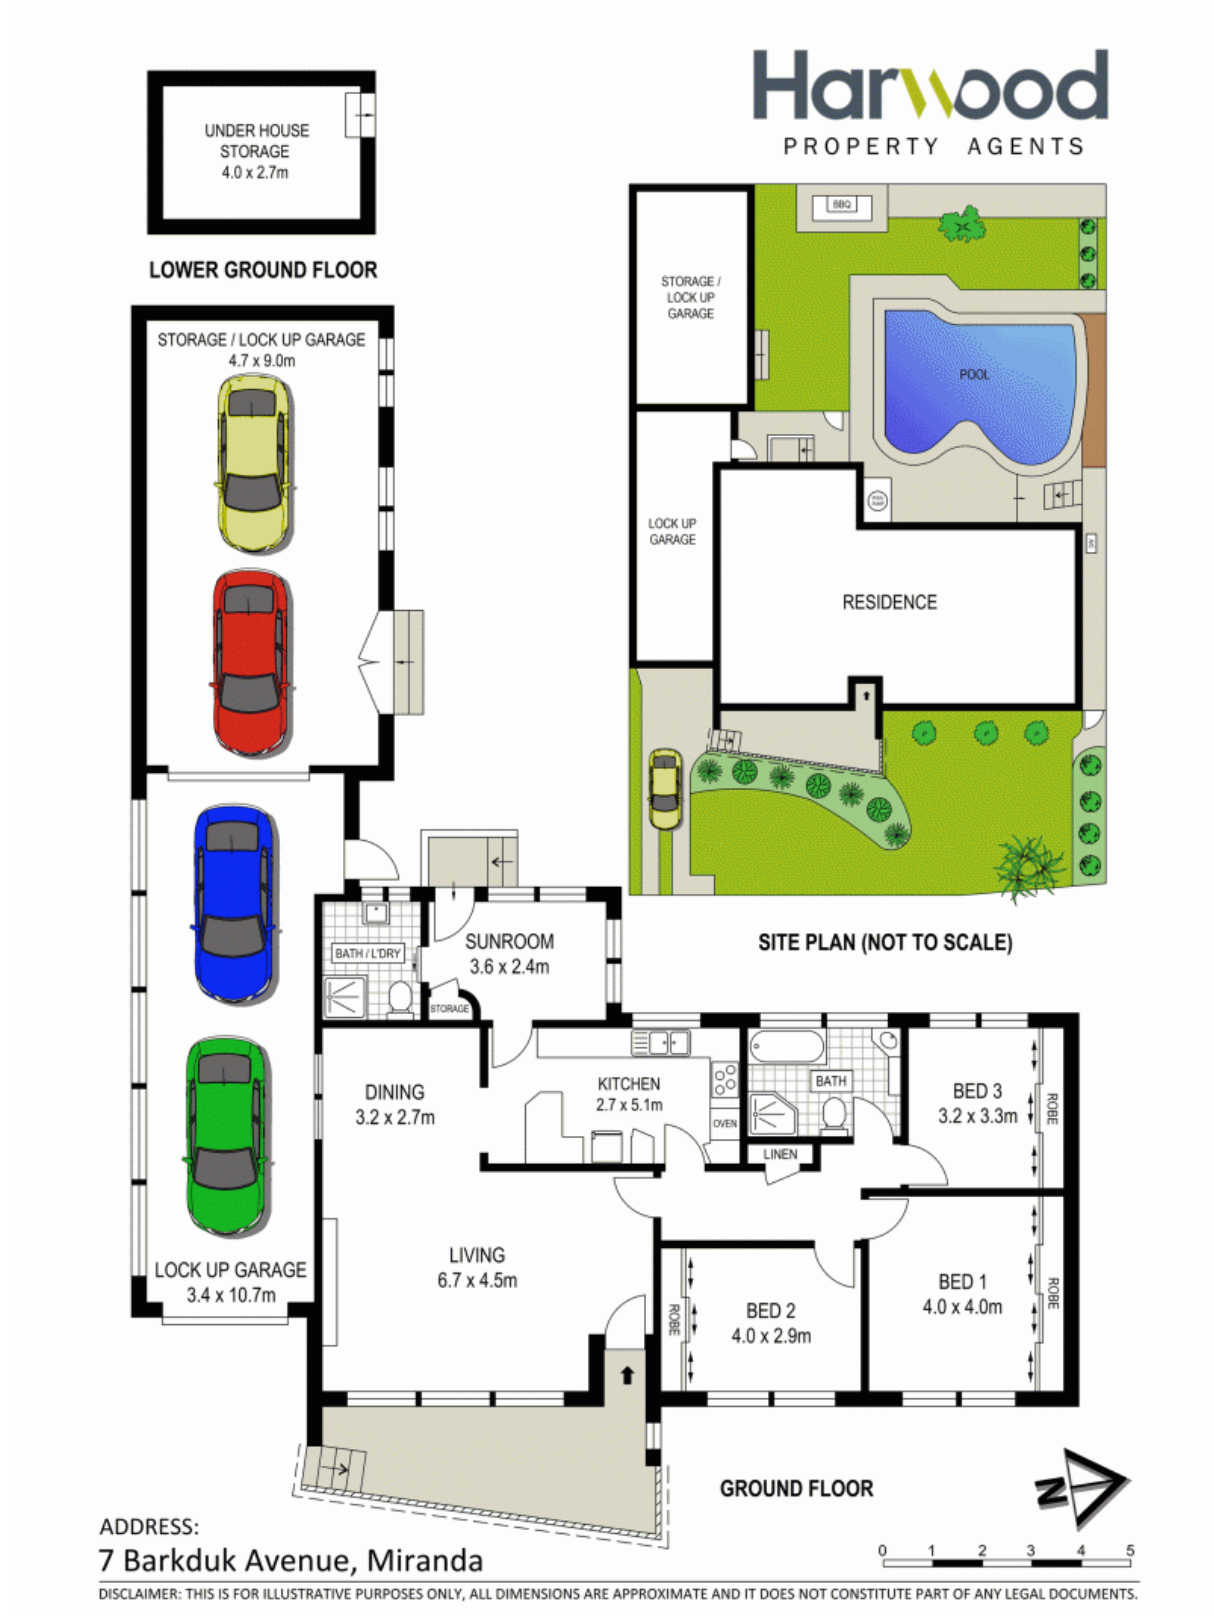 Harwood
PROPERTY AGENTS
UNDER HOUSE
STORAGE
4.0 x 2.7m
LOWER GROUND FLOOR
STORAGE / LOCK UP GARAGE
4.7 x 9.0m
BBQ
STORAGE /
LOCK UP
GARAGE
POOL
LOCK UP
GARAGE
POOL
PUMP
A/C
RESIDENCE
SITE PLAN (NOT TO SCALE)
BATH / L'DRY
SUNROOM
3.6 x 2.4m
STORAGE
DINING
3.2 x 2.7m
KITCHEN
2.7 x 5.1m
OVEN
BATH
LINEN
BED 3
3.2 x 3.3m
ROBE
LIVING
6.7 x 4.5m
LOCK UP GARAGE
3.4 x 10.7m
ROBE
BED 2
4.0 x 2.9m
BED 1
4.0 x 4.0m
ROBE
GROUND FLOOR
N
ADDRESS:
7 Barkduk Avenue, Miranda
0 1 2 3 4 5
DISCLAIMER: THIS IS FOR ILLUSTRATIVE PURPOSES ONLY, ALL DIMENSIONS ARE APPROXIMATE AND IT DOES NOT CONSTITUTE PART OF ANY LEGAL DOCUMENTS.